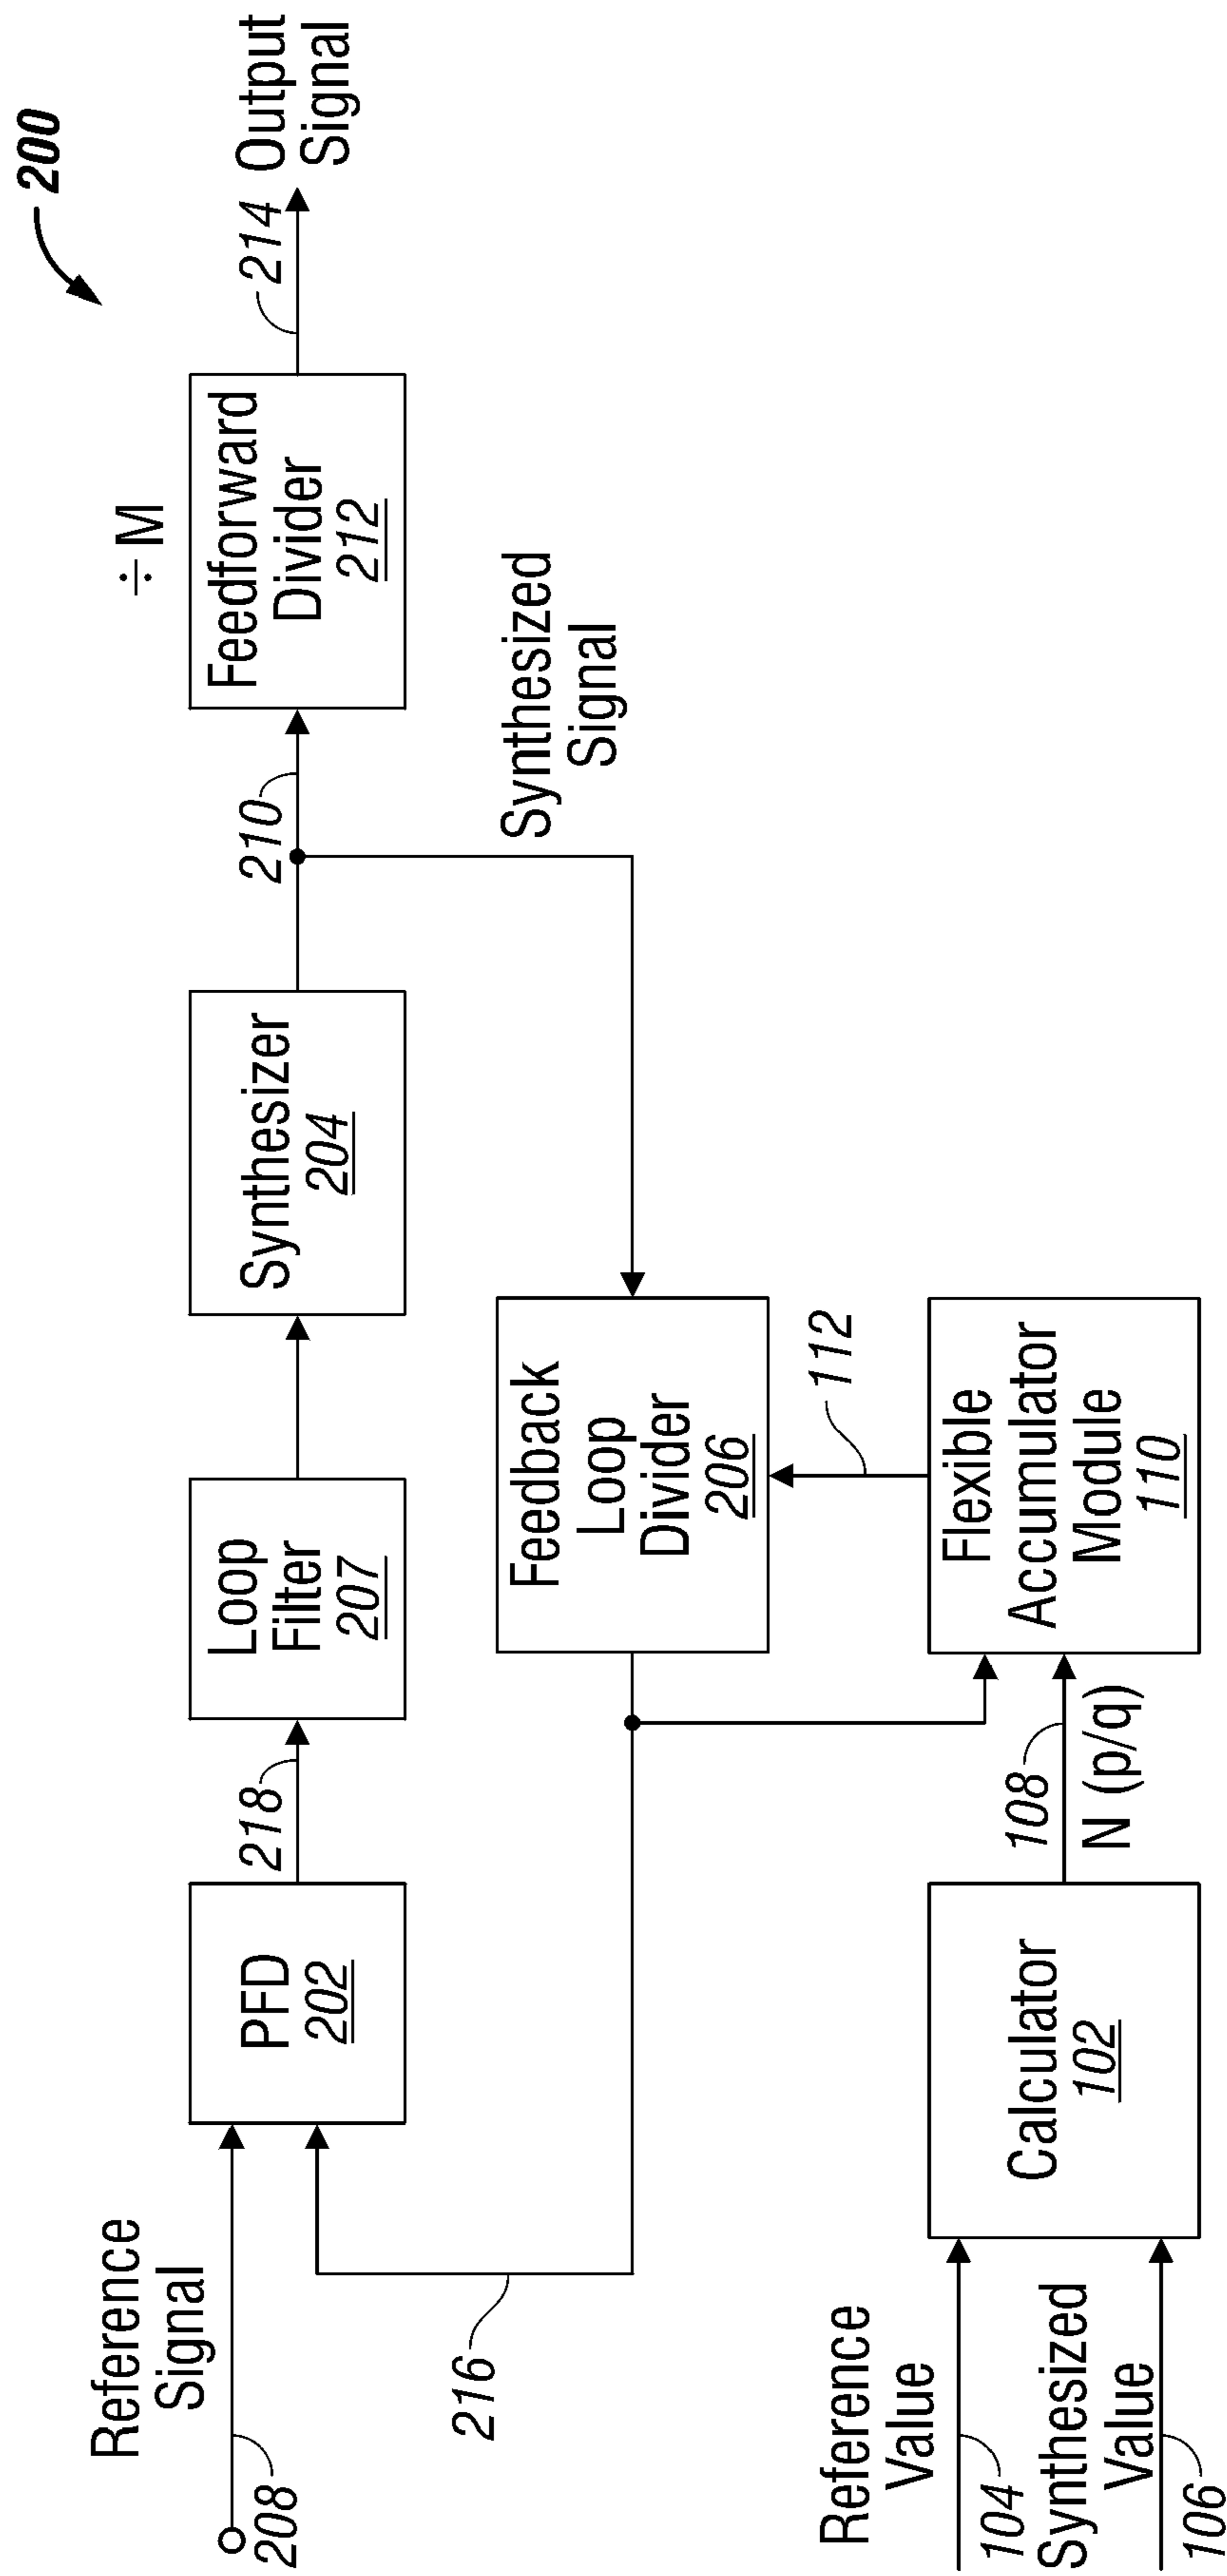 200
Reference
Signal
208
PFD
202
218
Loop
Filter
207
Synthesizer
204
210
÷ M
Feedforward
Divider
212
214
Output
Signal
Synthesized
Signal
216
Feedback
Loop
Divider
206
112
Reference
Value
104
Synthesized
Value
106
Calculator
102
108
N (p/q)
Flexible
Accumulator
Module
110